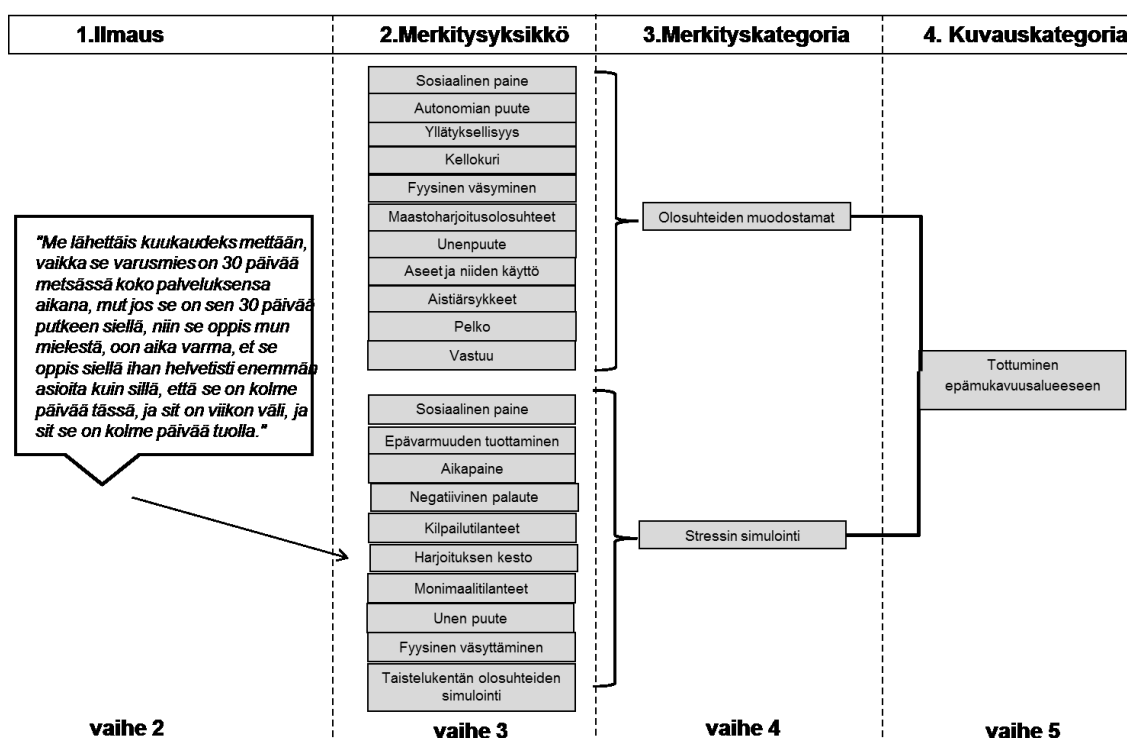 1.Ilmaus
2.Merkitysyksikkö
3.Merkityskategoria
4. Kuvauskategoria
"Me lähettäis kuukaudeks mettään,
vaikka se varusmies on 30 päivää
metsässä koko palveluksensa
aikana, mut jos se on sen 30 päivää
putkeen siellä, niin se oppis mun
mielestä, oon aika varma, et se
oppis siellä ihan helvetisti enemmän
asioita kuin sillä, että se on kolme
päivää tässä, ja sit on viikon väli, ja
sit se on kolme päivää tuolla."
Sosiaalinen paine
Autonomian puute
Yllätyksellisyys
Kellokuri
Fyysinen väsyminen
Maastoharjoitusolosuhteet
Unenpuute
Aseet ja niiden käyttö
Aistiärsykkeet
Pelko
Vastuu
Sosiaalinen paine
Epävarmuuden tuottaminen
Aikapaine
Negatiivinen palaute
Kilpailutilanteet
Harjoituksen kesto
Monimaalitilanteet
Unen puute
Fyysinen väsyttäminen
Taistelukentän olosuhteiden
simulointi
Olosuhteiden muodostamat
Stressin simulointi
Tottuminen
epämukavuusalueeseen
vaihe 2
vaihe 3
vaihe 4
vaihe 5